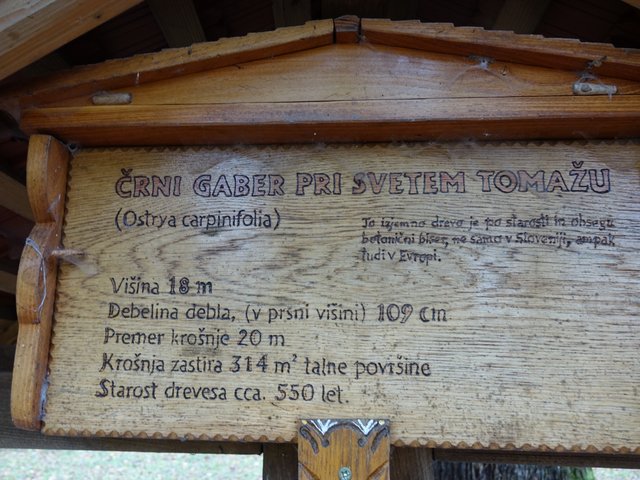 ČRNI GABER PRI SVETEM TOMAŽU
(Ostrya carpinifolia)
To izjemno drevo je po starosti in obsegu
botanični biser, ne samo v Sloveniji, ampak
tudi v Evropi.
Višina 18 m
Debelina debla, (v prsni višini) 109 cm
Premer krošnje 20 m
Krošnja zastira 314 m² talne površine
Starost drevesa cca. 550 let.